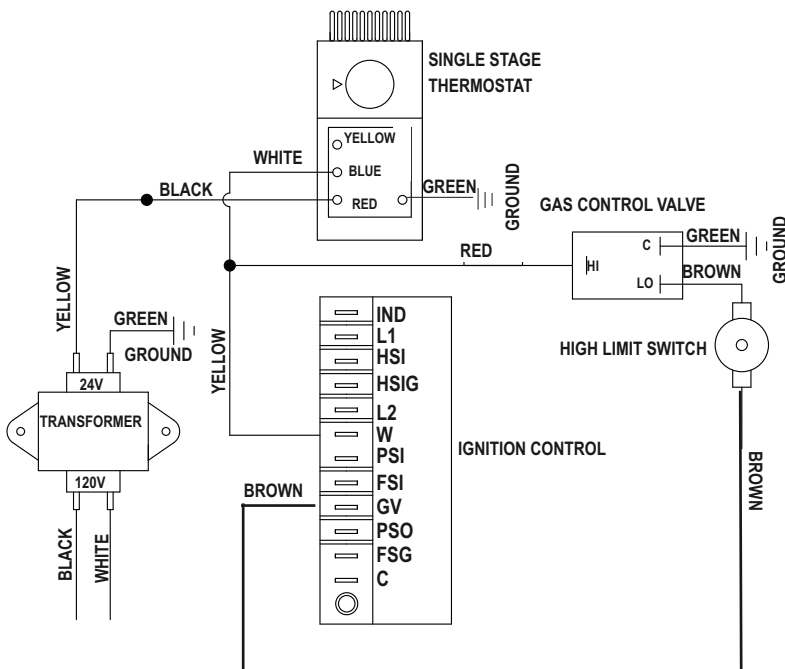 SINGLE STAGE
THERMOSTAT
YELLOW
WHITE
BLUE
BLACK
RED
GREEN
GROUND
GAS CONTROL VALVE
RED
HI
C
GREEN
GROUND
LO
BROWN
HIGH LIMIT SWITCH
BROWN
YELLOW
GREEN
GROUND
24V
TRANSFORMER
120V
BLACK
WHITE
YELLOW
IND
L1
HSI
HSIG
L2
W
PSI
FSI
GV
PSO
FSG
C
IGNITION CONTROL
BROWN